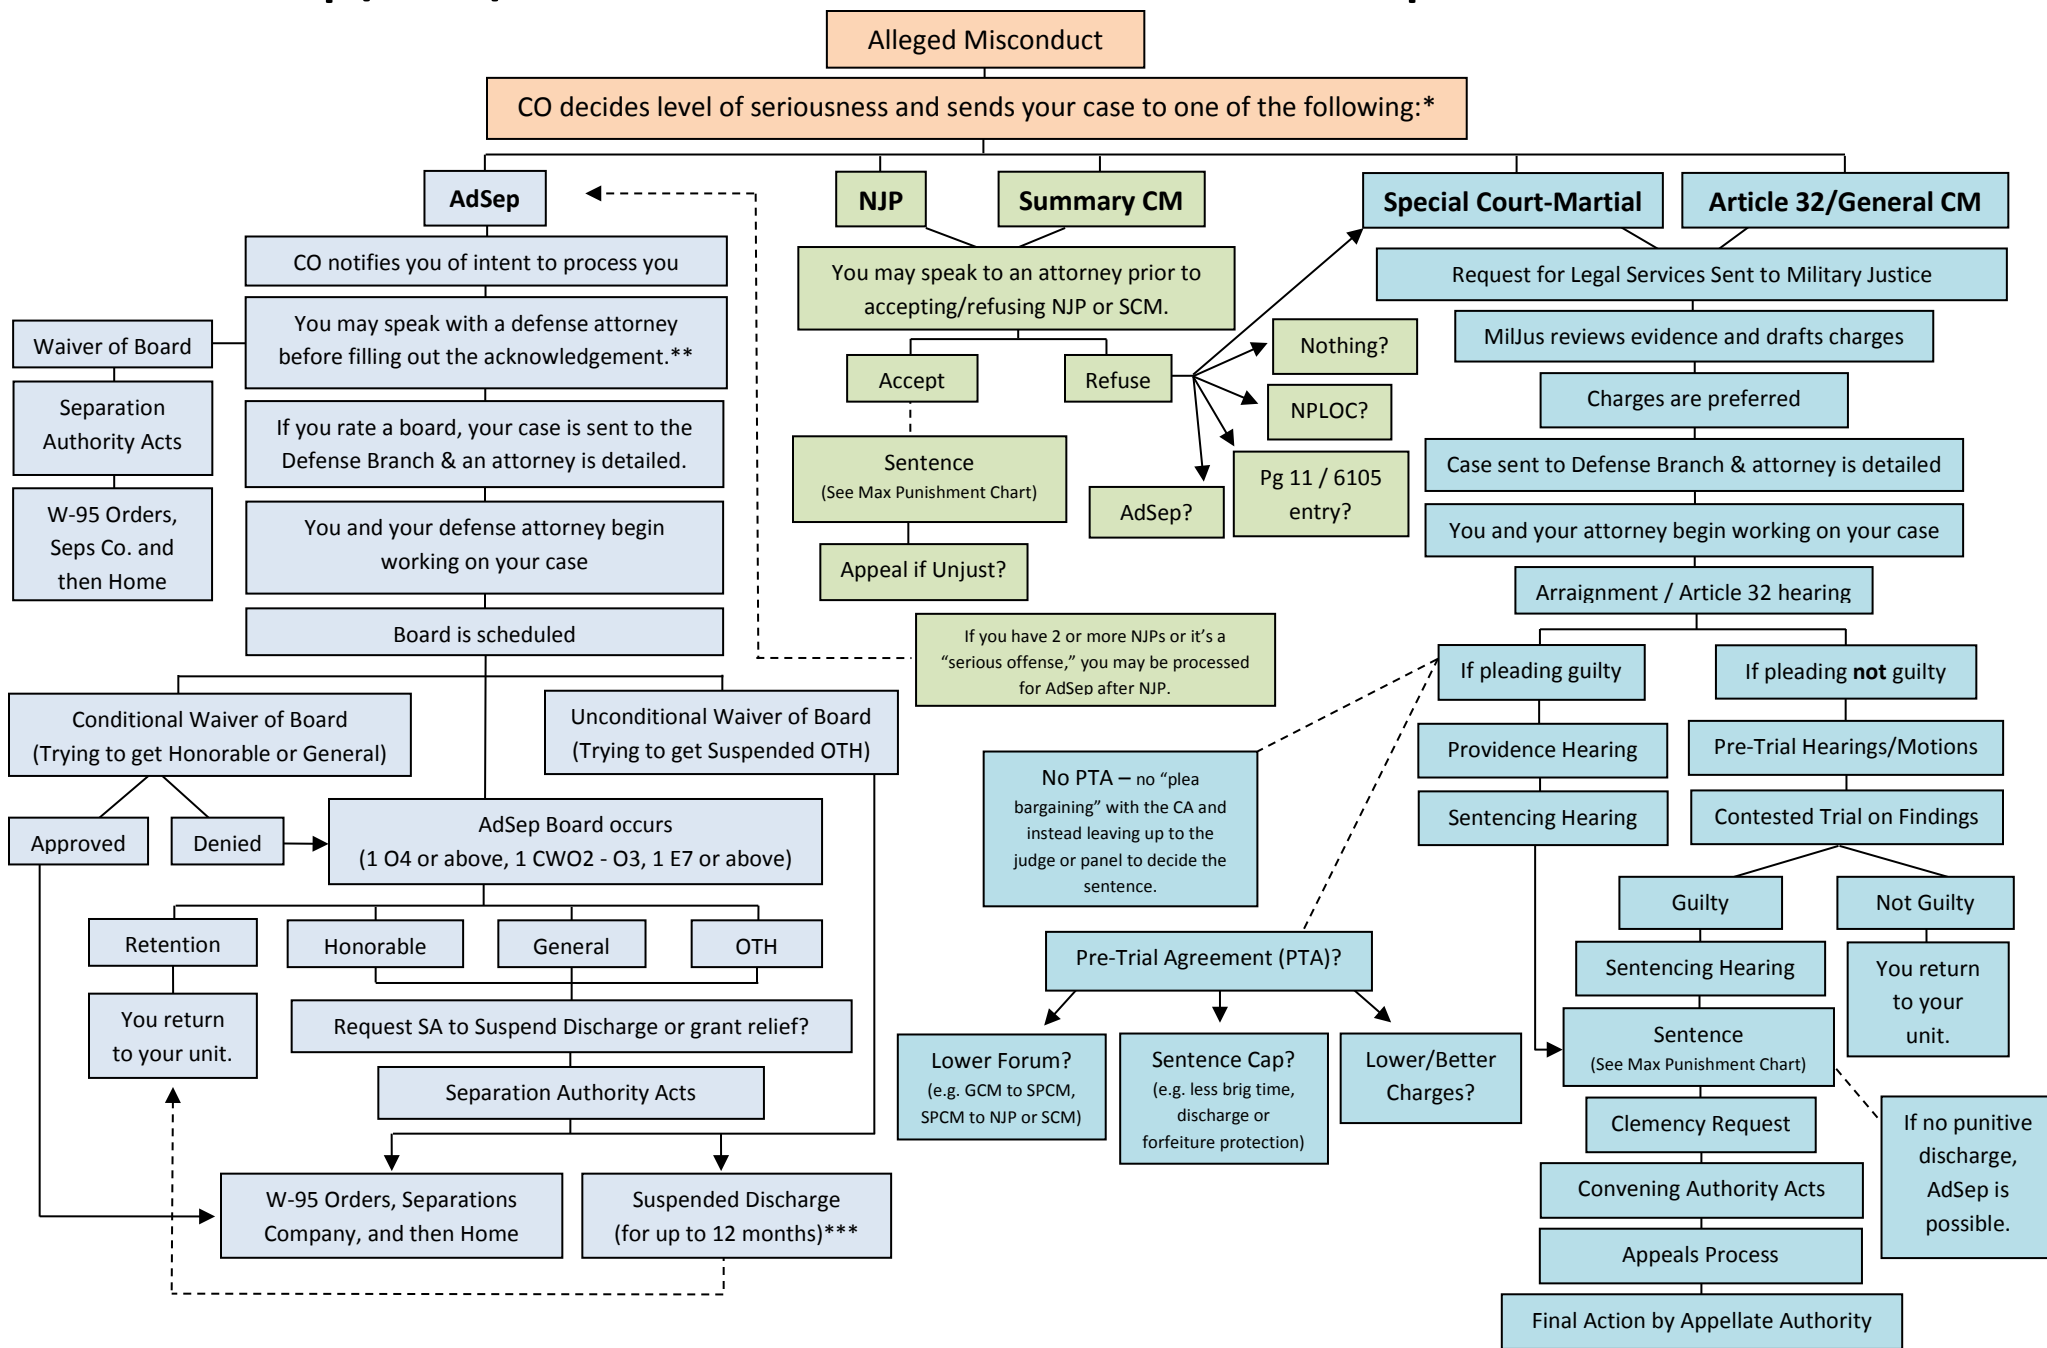 Alleged Misconduct
CO decides level of seriousness and sends your case to one of the following:*
AdSep
NJP
Summary CM
Special Court-Martial
Article 32/General CM
CO notifies you of intent to process you
You may speak with a defense attorney
before filling out the acknowledgement.**
Waiver of Board
Separation
Authority Acts
W-95 Orders,
Seps Co. and
then Home
If you rate a board, your case is sent to the
Defense Branch & an attorney is detailed.
You and your defense attorney begin
working on your case
Board is scheduled
Conditional Waiver of Board
(Trying to get Honorable or General)
Unconditional Waiver of Board
(Trying to get Suspended OTH)
Approved
Denied
AdSep Board occurs
(1 O4 or above, 1 CWO2 - O3, 1 E7 or above)
Retention
Honorable
General
OTH
You return
to your unit.
Request SA to Suspend Discharge or grant relief?
Separation Authority Acts
W-95 Orders, Separations
Company, and then Home
Suspended Discharge
(for up to 12 months)***
You may speak to an attorney prior to
accepting/refusing NJP or SCM.
Accept
Refuse
Nothing?
NPLOC?
Pg 11 / 6105
entry?
AdSep?
Sentence
(See Max Punishment Chart)
Appeal if Unjust?
If you have 2 or more NJPs or it's a
"serious offense," you may be processed
for AdSep after NJP.
Request for Legal Services Sent to Military Justice
MilJus reviews evidence and drafts charges
Charges are preferred
Case sent to Defense Branch & attorney is detailed
You and your attorney begin working on your case
Arraignment / Article 32 hearing
If pleading guilty
If pleading not guilty
Providence Hearing
Sentencing Hearing
Pre-Trial Hearings/Motions
Contested Trial on Findings
No PTA – no "plea
bargaining" with the CA and
instead leaving up to the
judge or panel to decide the
sentence.
Pre-Trial Agreement (PTA)?
Lower Forum?
(e.g. GCM to SPCM,
SPCM to NJP or SCM)
Sentence Cap?
(e.g. less brig time,
discharge or
forfeiture protection)
Lower/Better
Charges?
Guilty
Not Guilty
Sentencing Hearing
You return
to your
unit.
Sentence
(See Max Punishment Chart)
Clemency Request
If no punitive
discharge,
AdSep is
possible.
Convening Authority Acts
Appeals Process
Final Action by Appellate Authority